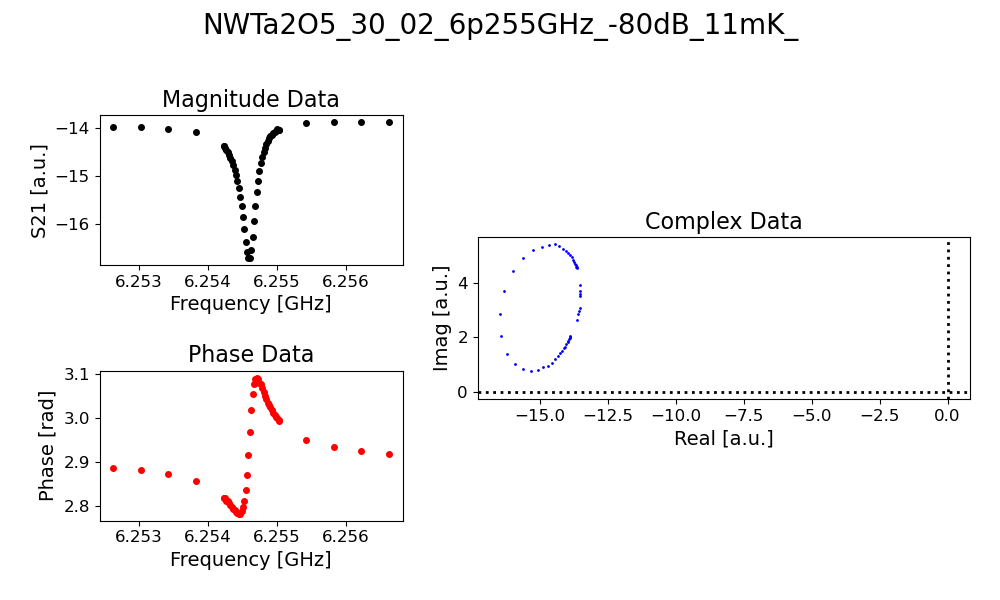 NWTa2O5_30_02_6p255GHz_-80dB_11mK_
Magnitude Data
S21 [a.u.]
−14
−15
−16
6.253 6.254 6.255 6.256
Frequency [GHz]
Phase Data
Phase [rad]
3.1
3.0
2.9
2.8
6.253 6.254 6.255 6.256
Frequency [GHz]
Complex Data
Imag [a.u.]
4
2
0
−15.0 −12.5 −10.0 −7.5 −5.0 −2.5 0.0
Real [a.u.]